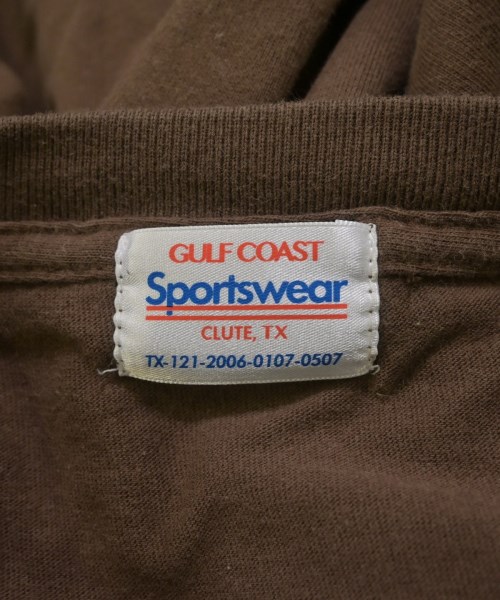 GULF COAST
Sportswear
CLUTE, TX
TX-121-2006-0107-0507